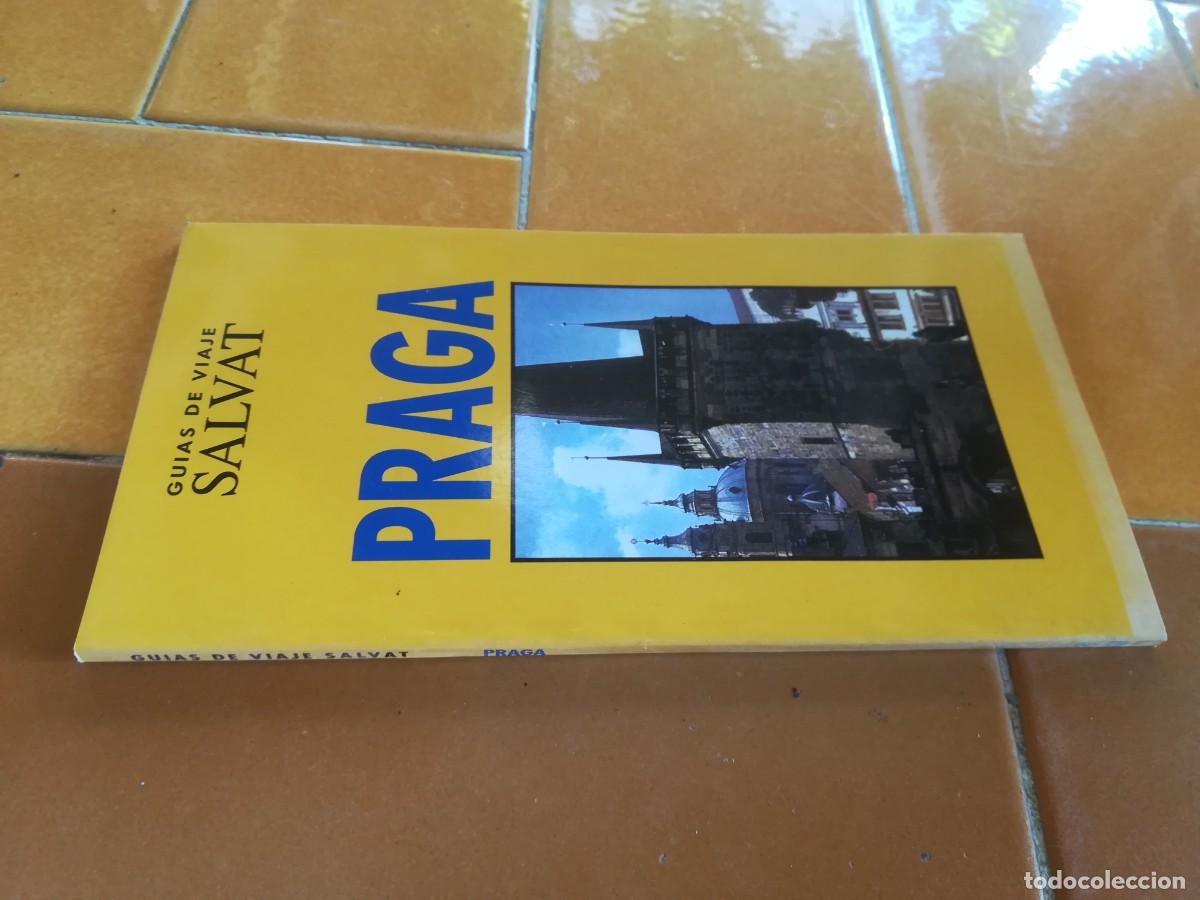 GUIAS DE VIAJE
SALVAT
PRAGA
GUIAS DE VIAJE SALVAT PRAGA
todocoleccion